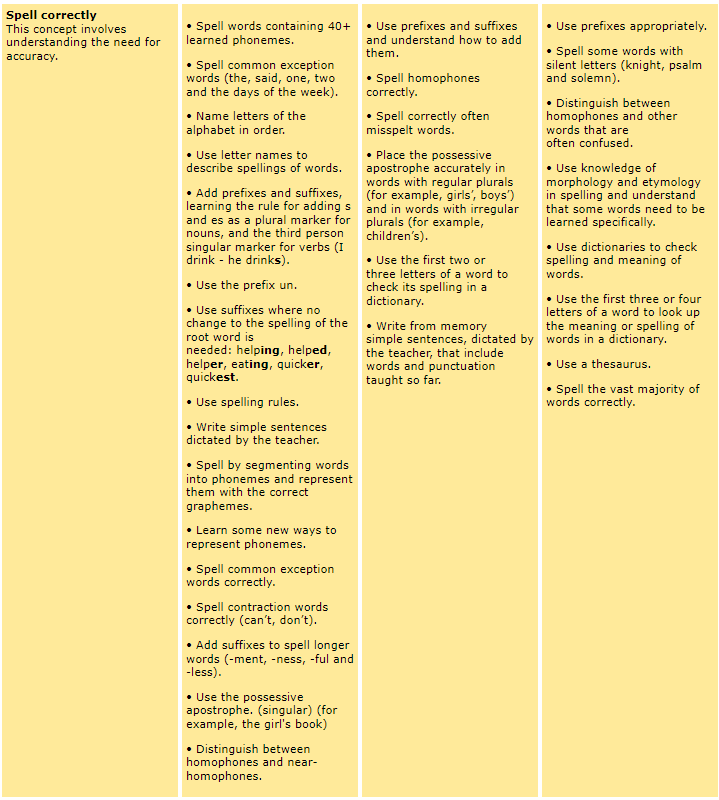 Spell correctly
This concept involves
understanding the need for
accuracy.
• Spell words containing 40+
learned phonemes.
• Spell common exception
words (the, said, one, two
and the days of the week).
• Name letters of the
alphabet in order.
• Use letter names to
describe spellings of words.
• Add prefixes and suffixes,
learning the rule for adding s
and es as a plural marker for
nouns, and the third person
singular marker for verbs (I
drink - he drinks).
• Use the prefix un.
• Use suffixes where no
change to the spelling of the
root word is
needed: helping, helped,
helper, eating, quicker,
quickest.
• Use spelling rules.
• Write simple sentences
dictated by the teacher.
• Spell by segmenting words
into phonemes and represent
them with the correct
graphemes.
• Learn some new ways to
represent phonemes.
• Spell common exception
words correctly.
• Spell contraction words
correctly (can’t, don’t).
• Add suffixes to spell longer
words (-ment, -ness, -ful and
-less).
• Use the possessive
apostrophe. (singular) (for
example, the girl's book)
• Distinguish between
homophones and near-
homophones.
• Use prefixes and suffixes
and understand how to add
them.
• Spell homophones
correctly.
• Spell correctly often
misspelt words.
• Place the possessive
apostrophe accurately in
words with regular plurals
(for example, girls’, boys’)
and in words with irregular
plurals (for example,
children’s).
• Use the first two or
three letters of a word to
check its spelling in a
dictionary.
• Write from memory
simple sentences, dictated by
the teacher, that include
words and punctuation
taught so far.
• Use prefixes appropriately.
• Spell some words with
silent letters (knight, psalm
and solemn).
• Distinguish between
homophones and other
words that are
often confused.
• Use knowledge of
morphology and etymology
in spelling and understand
that some words need to be
learned specifically.
• Use dictionaries to check
spelling and meaning of
words.
• Use the first three or four
letters of a word to look up
the meaning or spelling of
words in a dictionary.
• Use a thesaurus.
• Spell the vast majority of
words correctly.